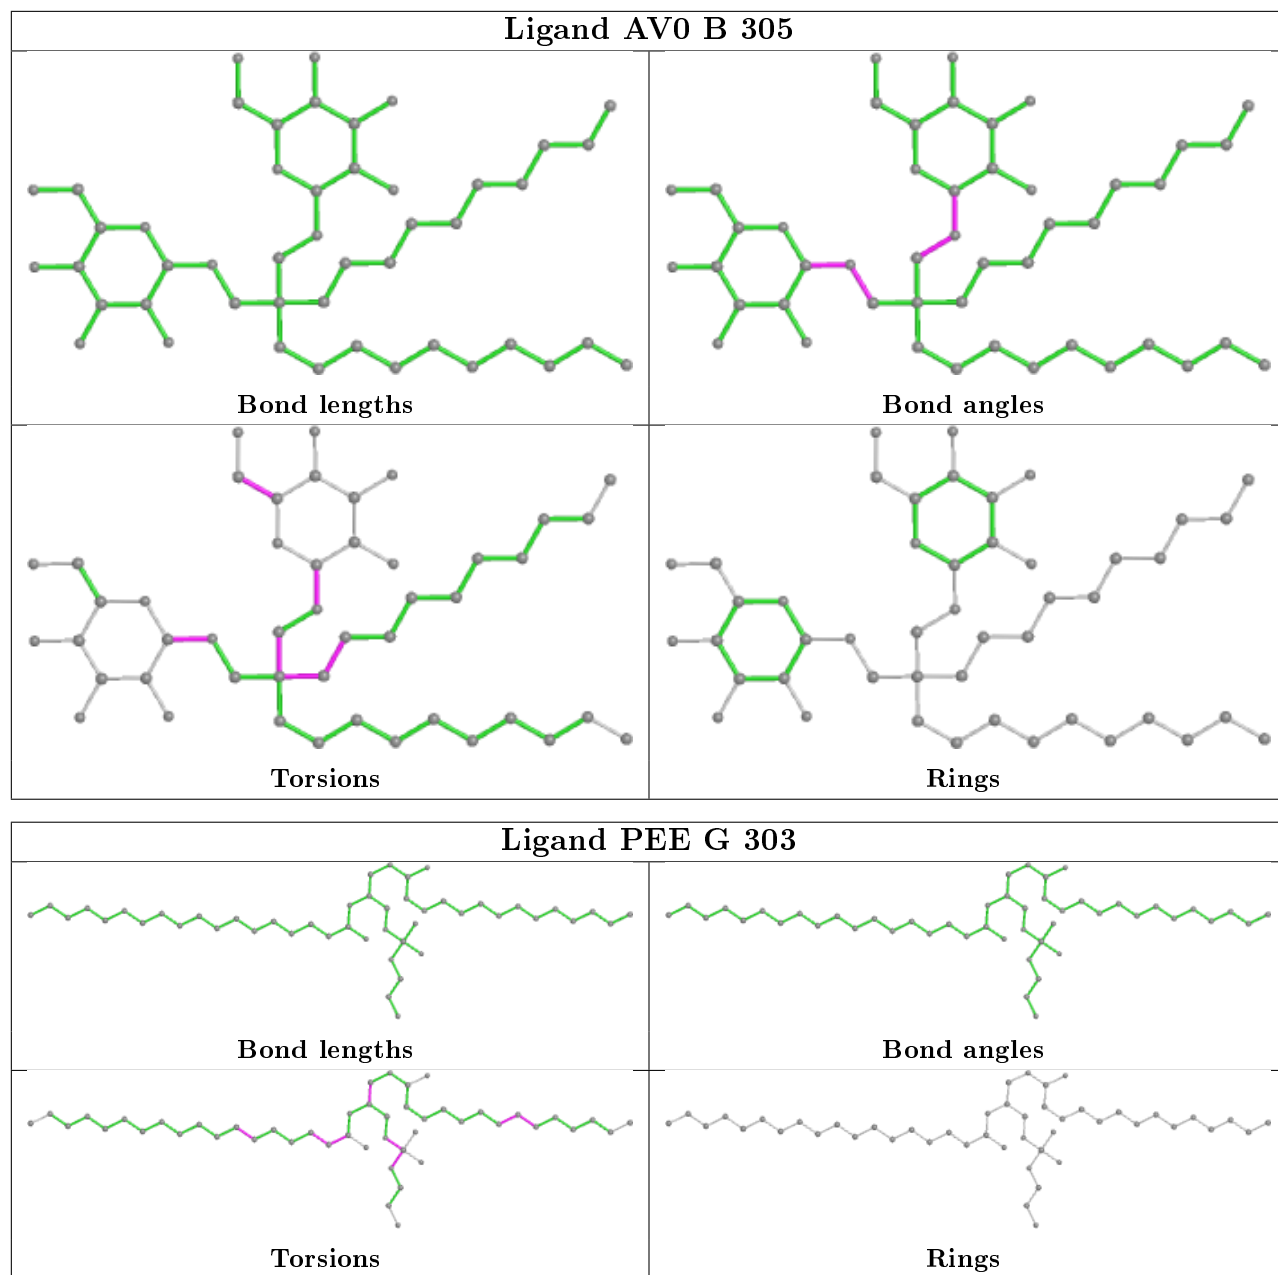 Ligand AV0 B 305
Bond lengths
Bond angles
Torsions
Rings
Ligand PEE G 303
Bond lengths
Bond angles
Torsions
Rings